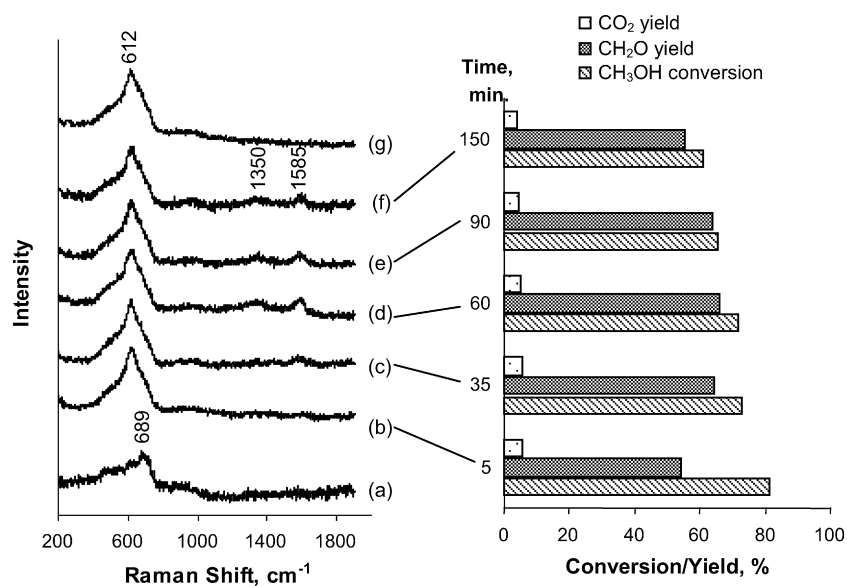 CO2 yield
CH2O yield
CH3OH conversion
Time,
min.
612
(g)
150
1350
1585
(f)
90
(e)
60
(d)
35
(c)
689
(b)
5
(a)
Intensity
200
600
1000
1400
1800
0
20
40
60
80
100
Raman Shift, cm-1
Conversion/Yield, %